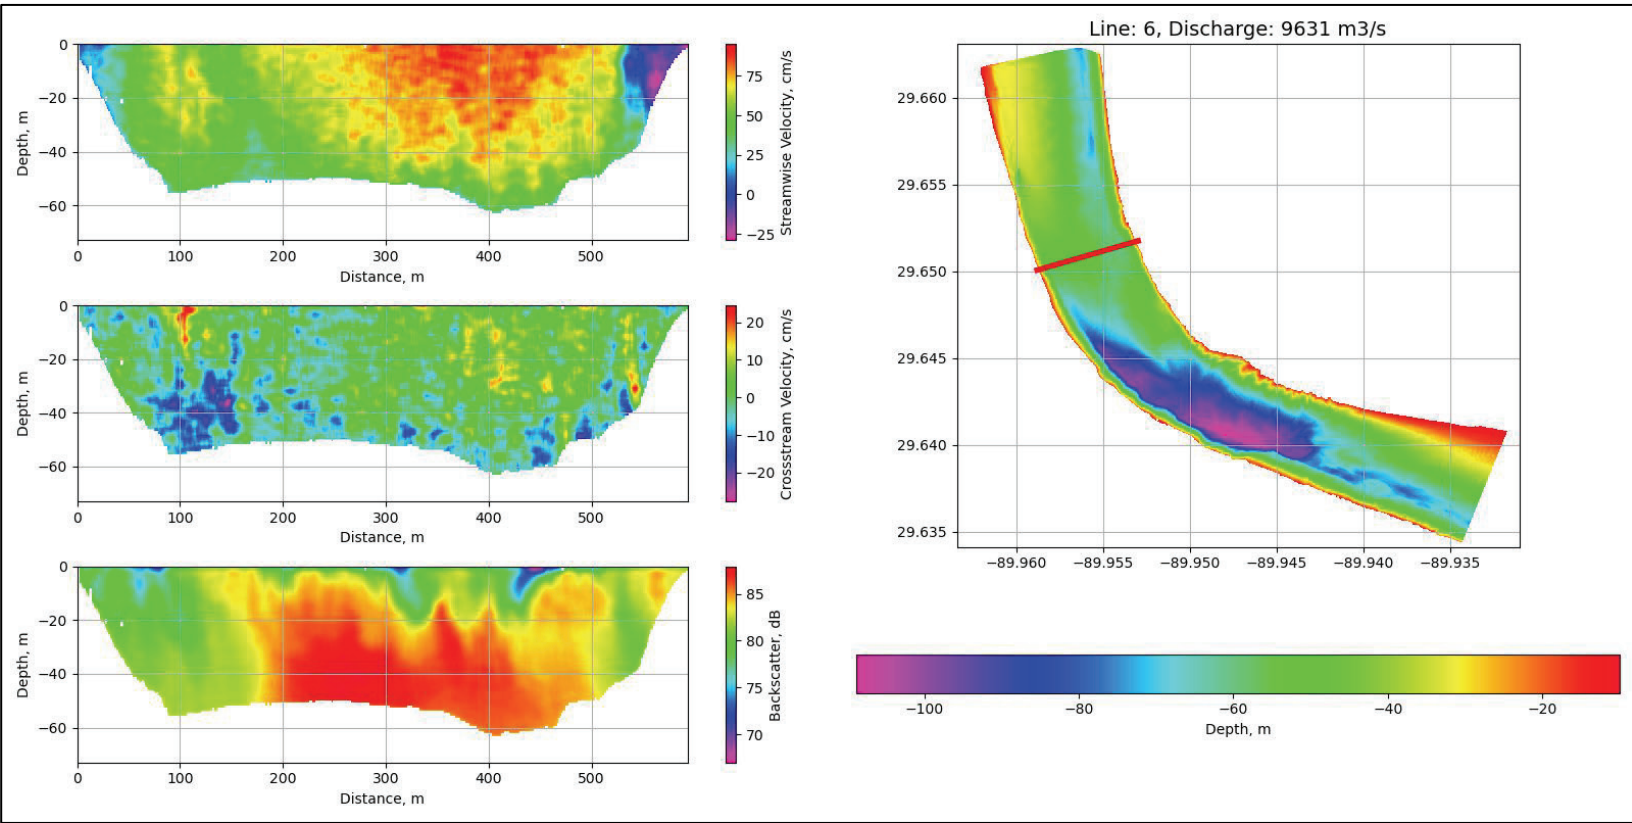 Line: 6, Discharge: 9631 m3/s
0
−20
−40
−60
Depth, m
0 100 200 300 400 500
Distance, m
75
50
25
0
−25
Streamwise Velocity, cm/s
0
−20
−40
−60
Depth, m
0 100 200 300 400 500
Distance, m
20
10
0
−10
−20
Crossstream Velocity, cm/s
0
−20
−40
−60
Depth, m
0 100 200 300 400 500
Distance, m
85
80
75
70
Backscatter, dB
29.660
29.655
29.650
29.645
29.640
29.635
−89.960 −89.955 −89.950 −89.945 −89.940 −89.935
−100 −80 −60 −40 −20
Depth, m